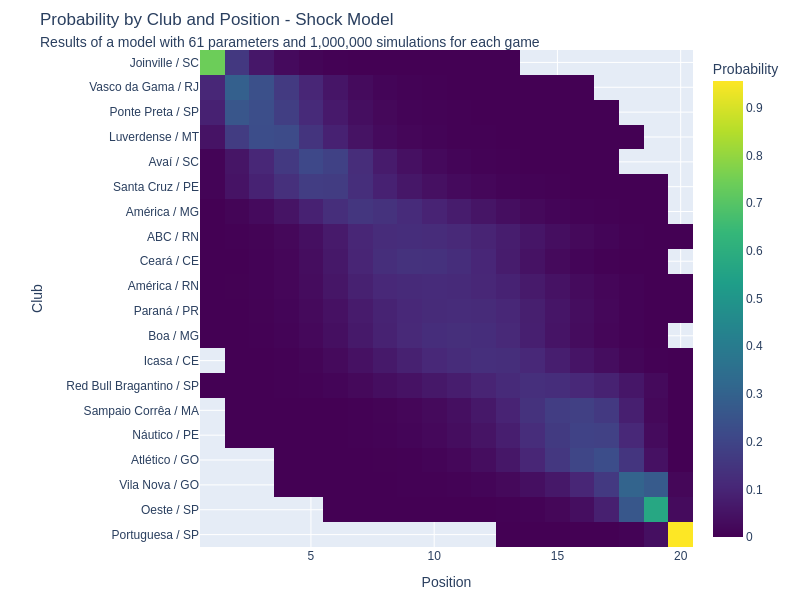 Probability by Club and Position - Shock Model
Results of a model with 61 parameters and 1,000,000 simulations for each game
Joinville / SC
Vasco da Gama / RJ
Ponte Preta / SP
Luverdense / MT
Avaí / SC
Santa Cruz / PE
América / MG
ABC / RN
Ceará / CE
América / RN
Paraná / PR
Boa / MG
Icasa / CE
Red Bull Bragantino / SP
Sampaio Corrêa / MA
Náutico / PE
Atlético / GO
Vila Nova / GO
Oeste / SP
Portuguesa / SP
Club
5
10
15
20
Position
Probability
0.9
0.8
0.7
0.6
0.5
0.4
0.3
0.2
0.1
0